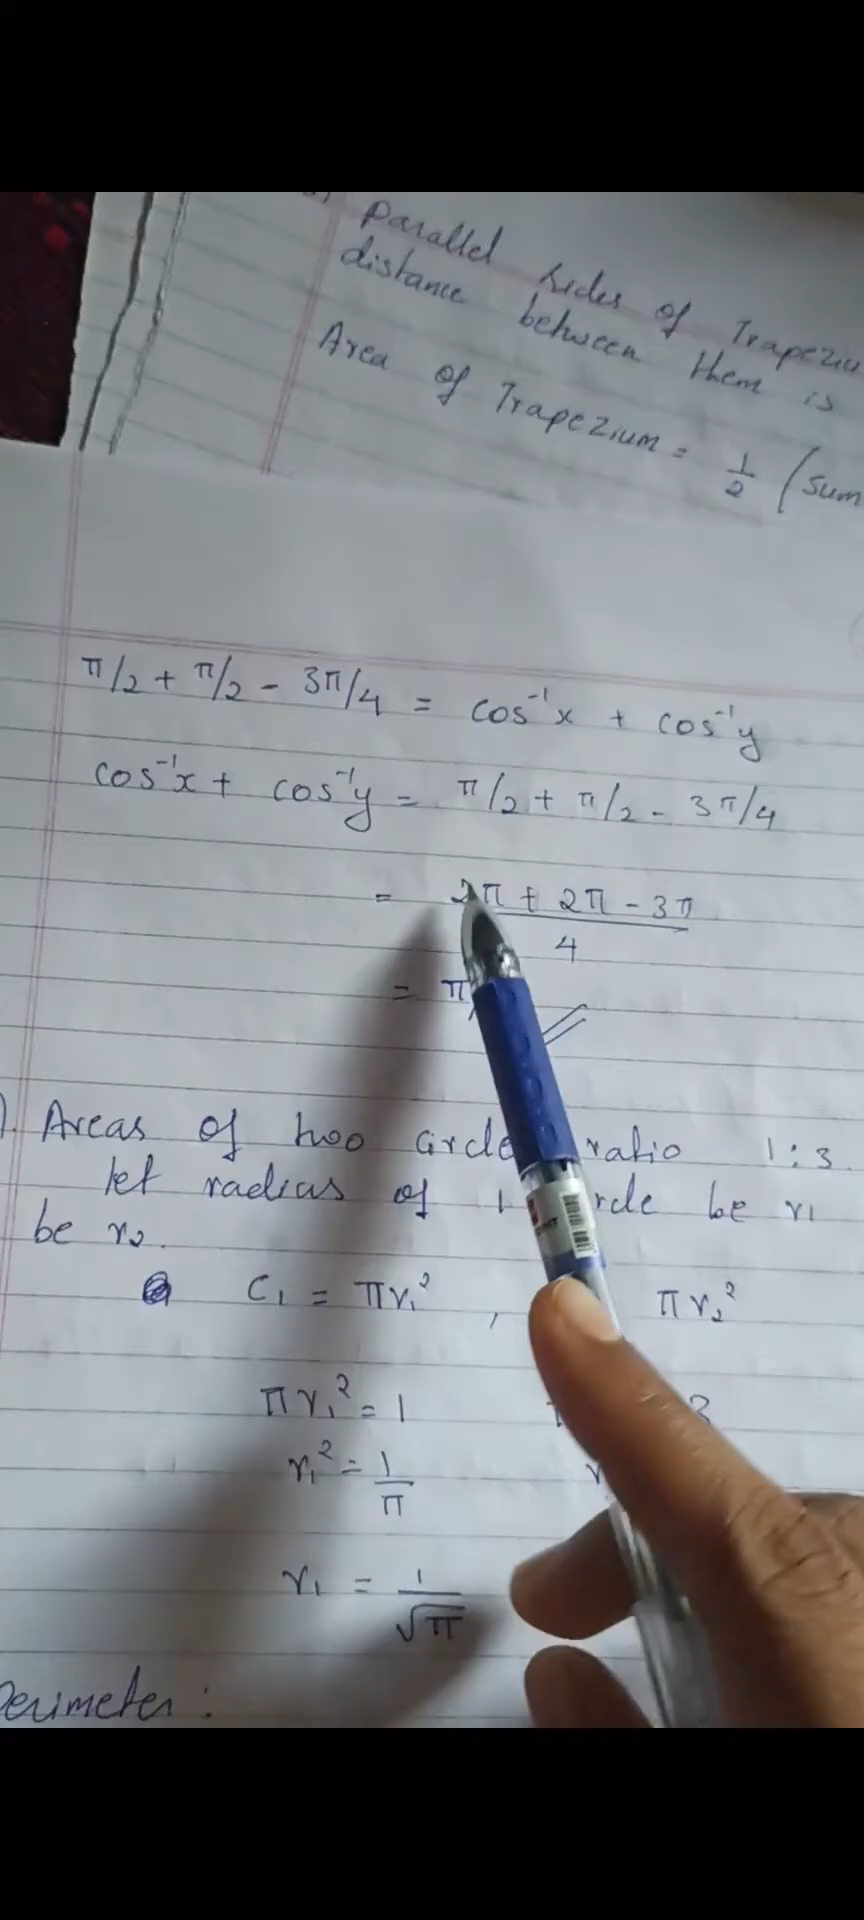 Parallel sides of
distance between them is
Area of Trapezium = 1/2 (sum
π/2 + π/2 - 3π/4 = cos⁻¹x + cos⁻¹y
cos⁻¹x + cos⁻¹y = π/2 + π/2 - 3π/4
= 2π + 2π - 3π
4
= π
Areas of two circle ratio 1:3.
let radius of 1 be r₁
be r₂.
C₁ = πr₁² , πr₂²
πr₁² = 1 3
r₁² = 1/π
r₁ = 1/√π
Perimeter: